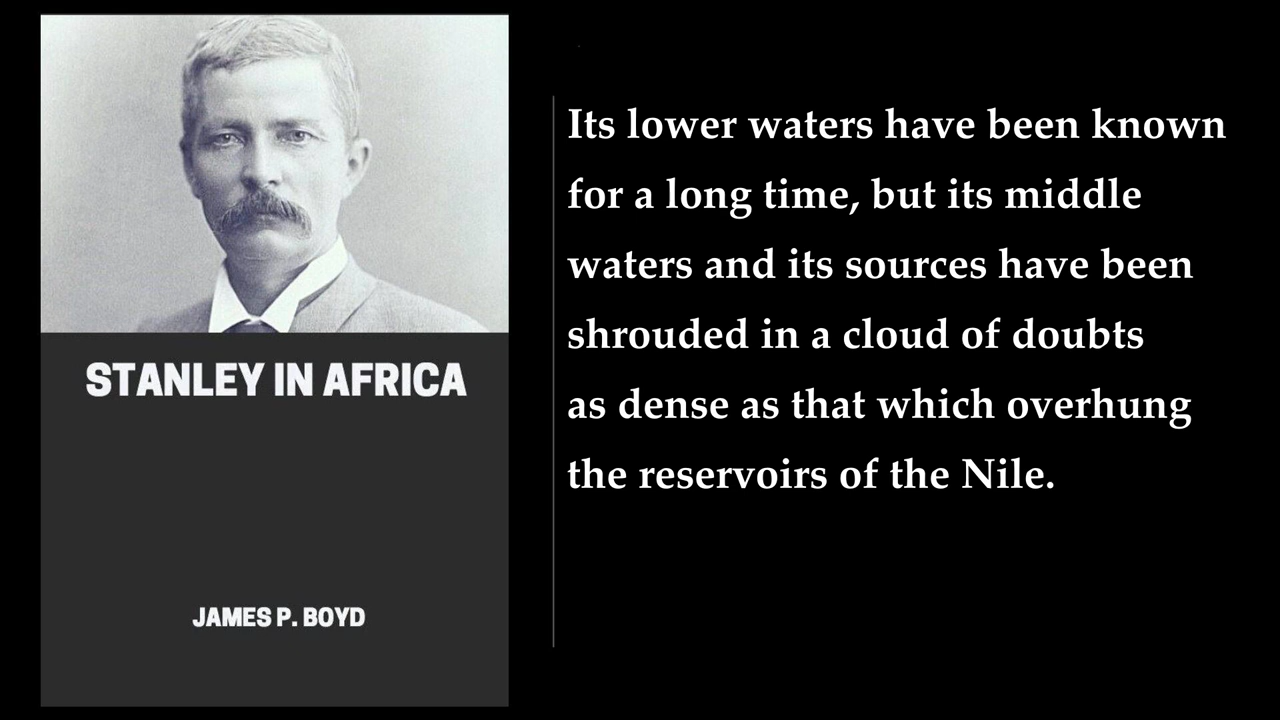 STANLEY IN AFRICA
JAMES P. BOYD
Its lower waters have been known
for a long time, but its middle
waters and its sources have been
shrouded in a cloud of doubts
as dense as that which overhung
the reservoirs of the Nile.